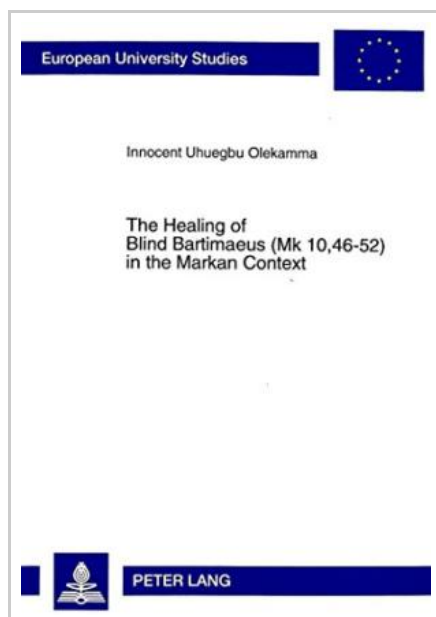 European University Studies
Innocent Uhuegbu Olekamma
The Healing of
Blind Bartimaeus (Mk 10,46-52)
in the Markan Context
PETER LANG